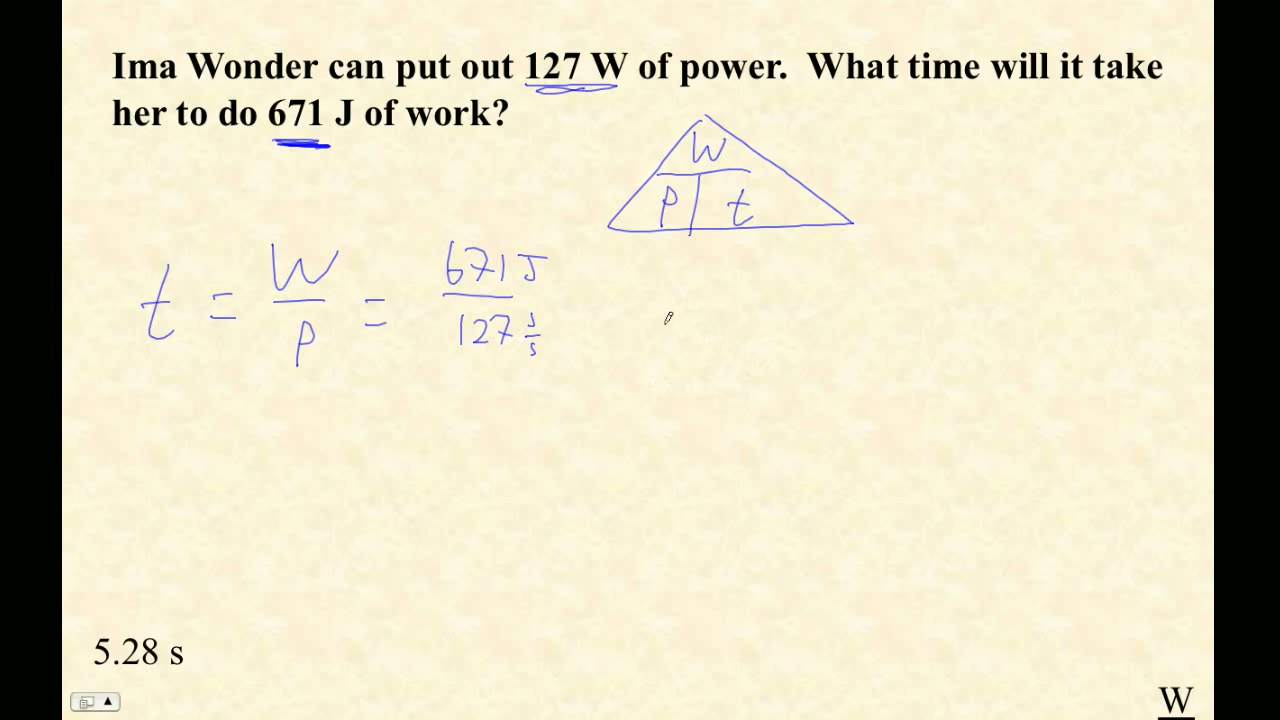 Ima Wonder can put out 127 W of power. What time will it take
her to do 671 J of work?
W
P t
t = W/P = 671 J / 127 J/s
5.28 s
W